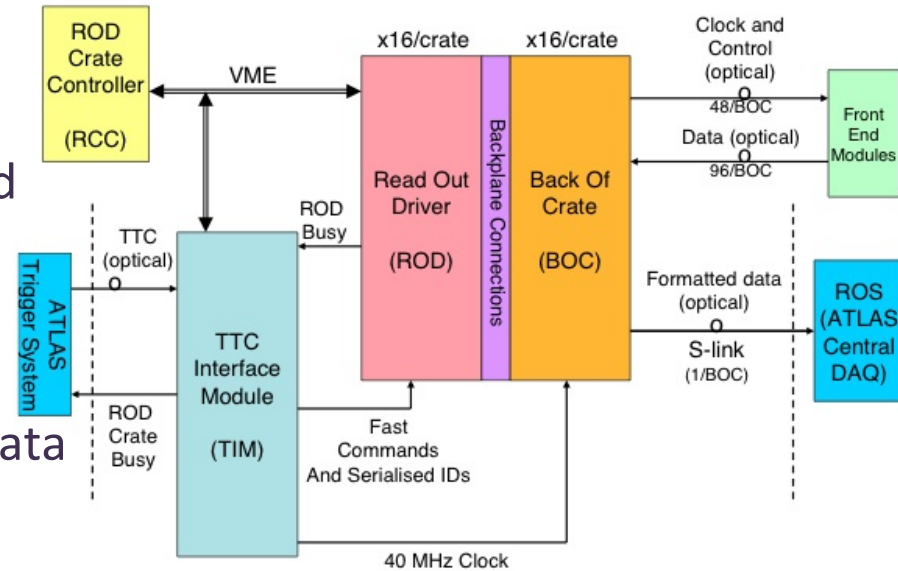 ROD
Crate
Controller
(RCC)
VME
x16/crate
x16/crate
Clock and
Control
(optical)
48/BOC
Data (optical)
96/BOC
Front
End
Modules
d
Read Out
Driver
(ROD)
Backplane Connections
Back Of
Crate
(BOC)
ROD
Busy
TTC
(optical)
ATLAS
Trigger System
TTC
Interface
Module
(TIM)
Formatted data
(optical)
S-link
(1/BOC)
ROS
(ATLAS
Central
DAQ)
ROD
Crate
Busy
ata
Fast
Commands
And Serialised IDs
40 MHz Clock